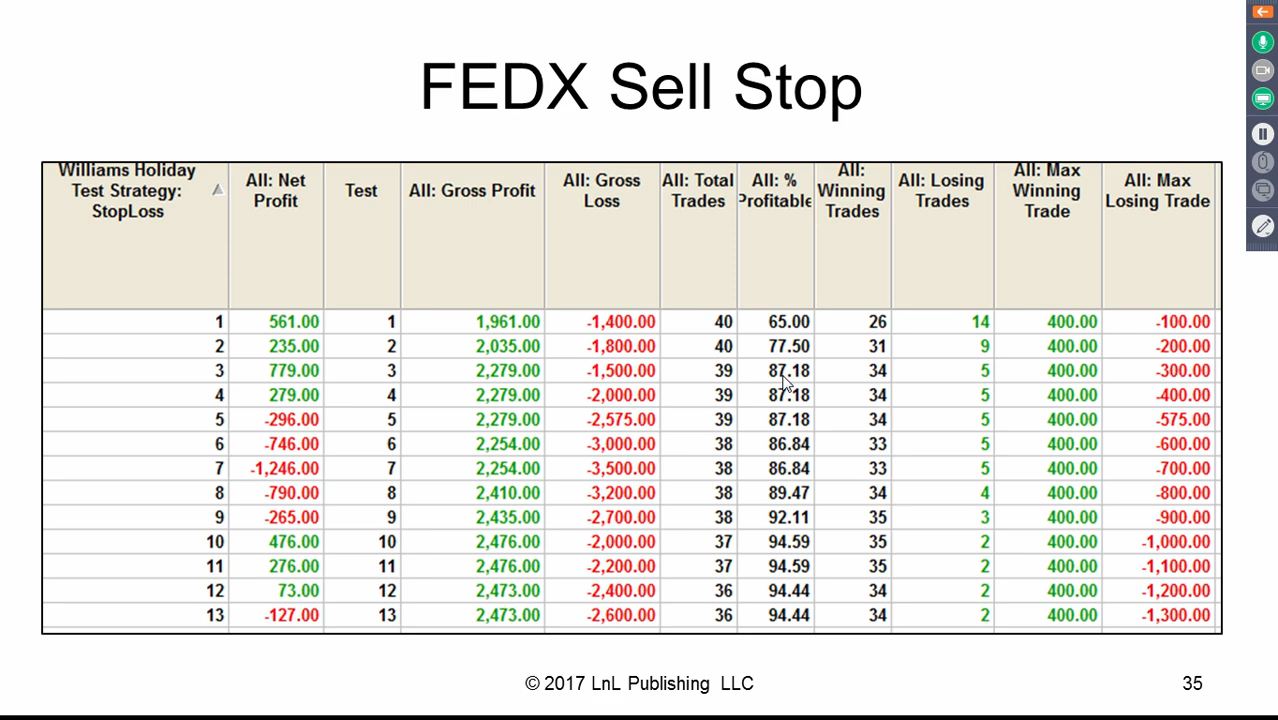 FEDX Sell Stop
Williams Holiday Test Strategy: StopLoss All: Net Profit Test All: Gross Profit All: Gross Loss All: Total Trades All: % Profitable All: Winning Trades All: Losing Trades All: Max Winning Trade All: Max Losing Trade
1 561.00 1 1,961.00 -1,400.00 40 65.00 26 14 400.00 -100.00
2 235.00 2 2,035.00 -1,800.00 40 77.50 31 9 400.00 -200.00
3 779.00 3 2,279.00 -1,500.00 39 87.18 34 5 400.00 -300.00
4 279.00 4 2,279.00 -2,000.00 39 87.18 34 5 400.00 -400.00
5 -296.00 5 2,279.00 -2,575.00 39 87.18 34 5 400.00 -575.00
6 -746.00 6 2,254.00 -3,000.00 38 86.84 33 5 400.00 -600.00
7 -1,246.00 7 2,254.00 -3,500.00 38 86.84 33 5 400.00 -700.00
8 -790.00 8 2,410.00 -3,200.00 38 89.47 34 4 400.00 -800.00
9 -265.00 9 2,435.00 -2,700.00 38 92.11 35 3 400.00 -900.00
10 476.00 10 2,476.00 -2,000.00 37 94.59 35 2 400.00 -1,000.00
11 276.00 11 2,476.00 -2,200.00 37 94.59 35 2 400.00 -1,100.00
12 73.00 12 2,473.00 -2,400.00 36 94.44 34 2 400.00 -1,200.00
13 -127.00 13 2,473.00 -2,600.00 36 94.44 34 2 400.00 -1,300.00
© 2017 LnL Publishing LLC 35